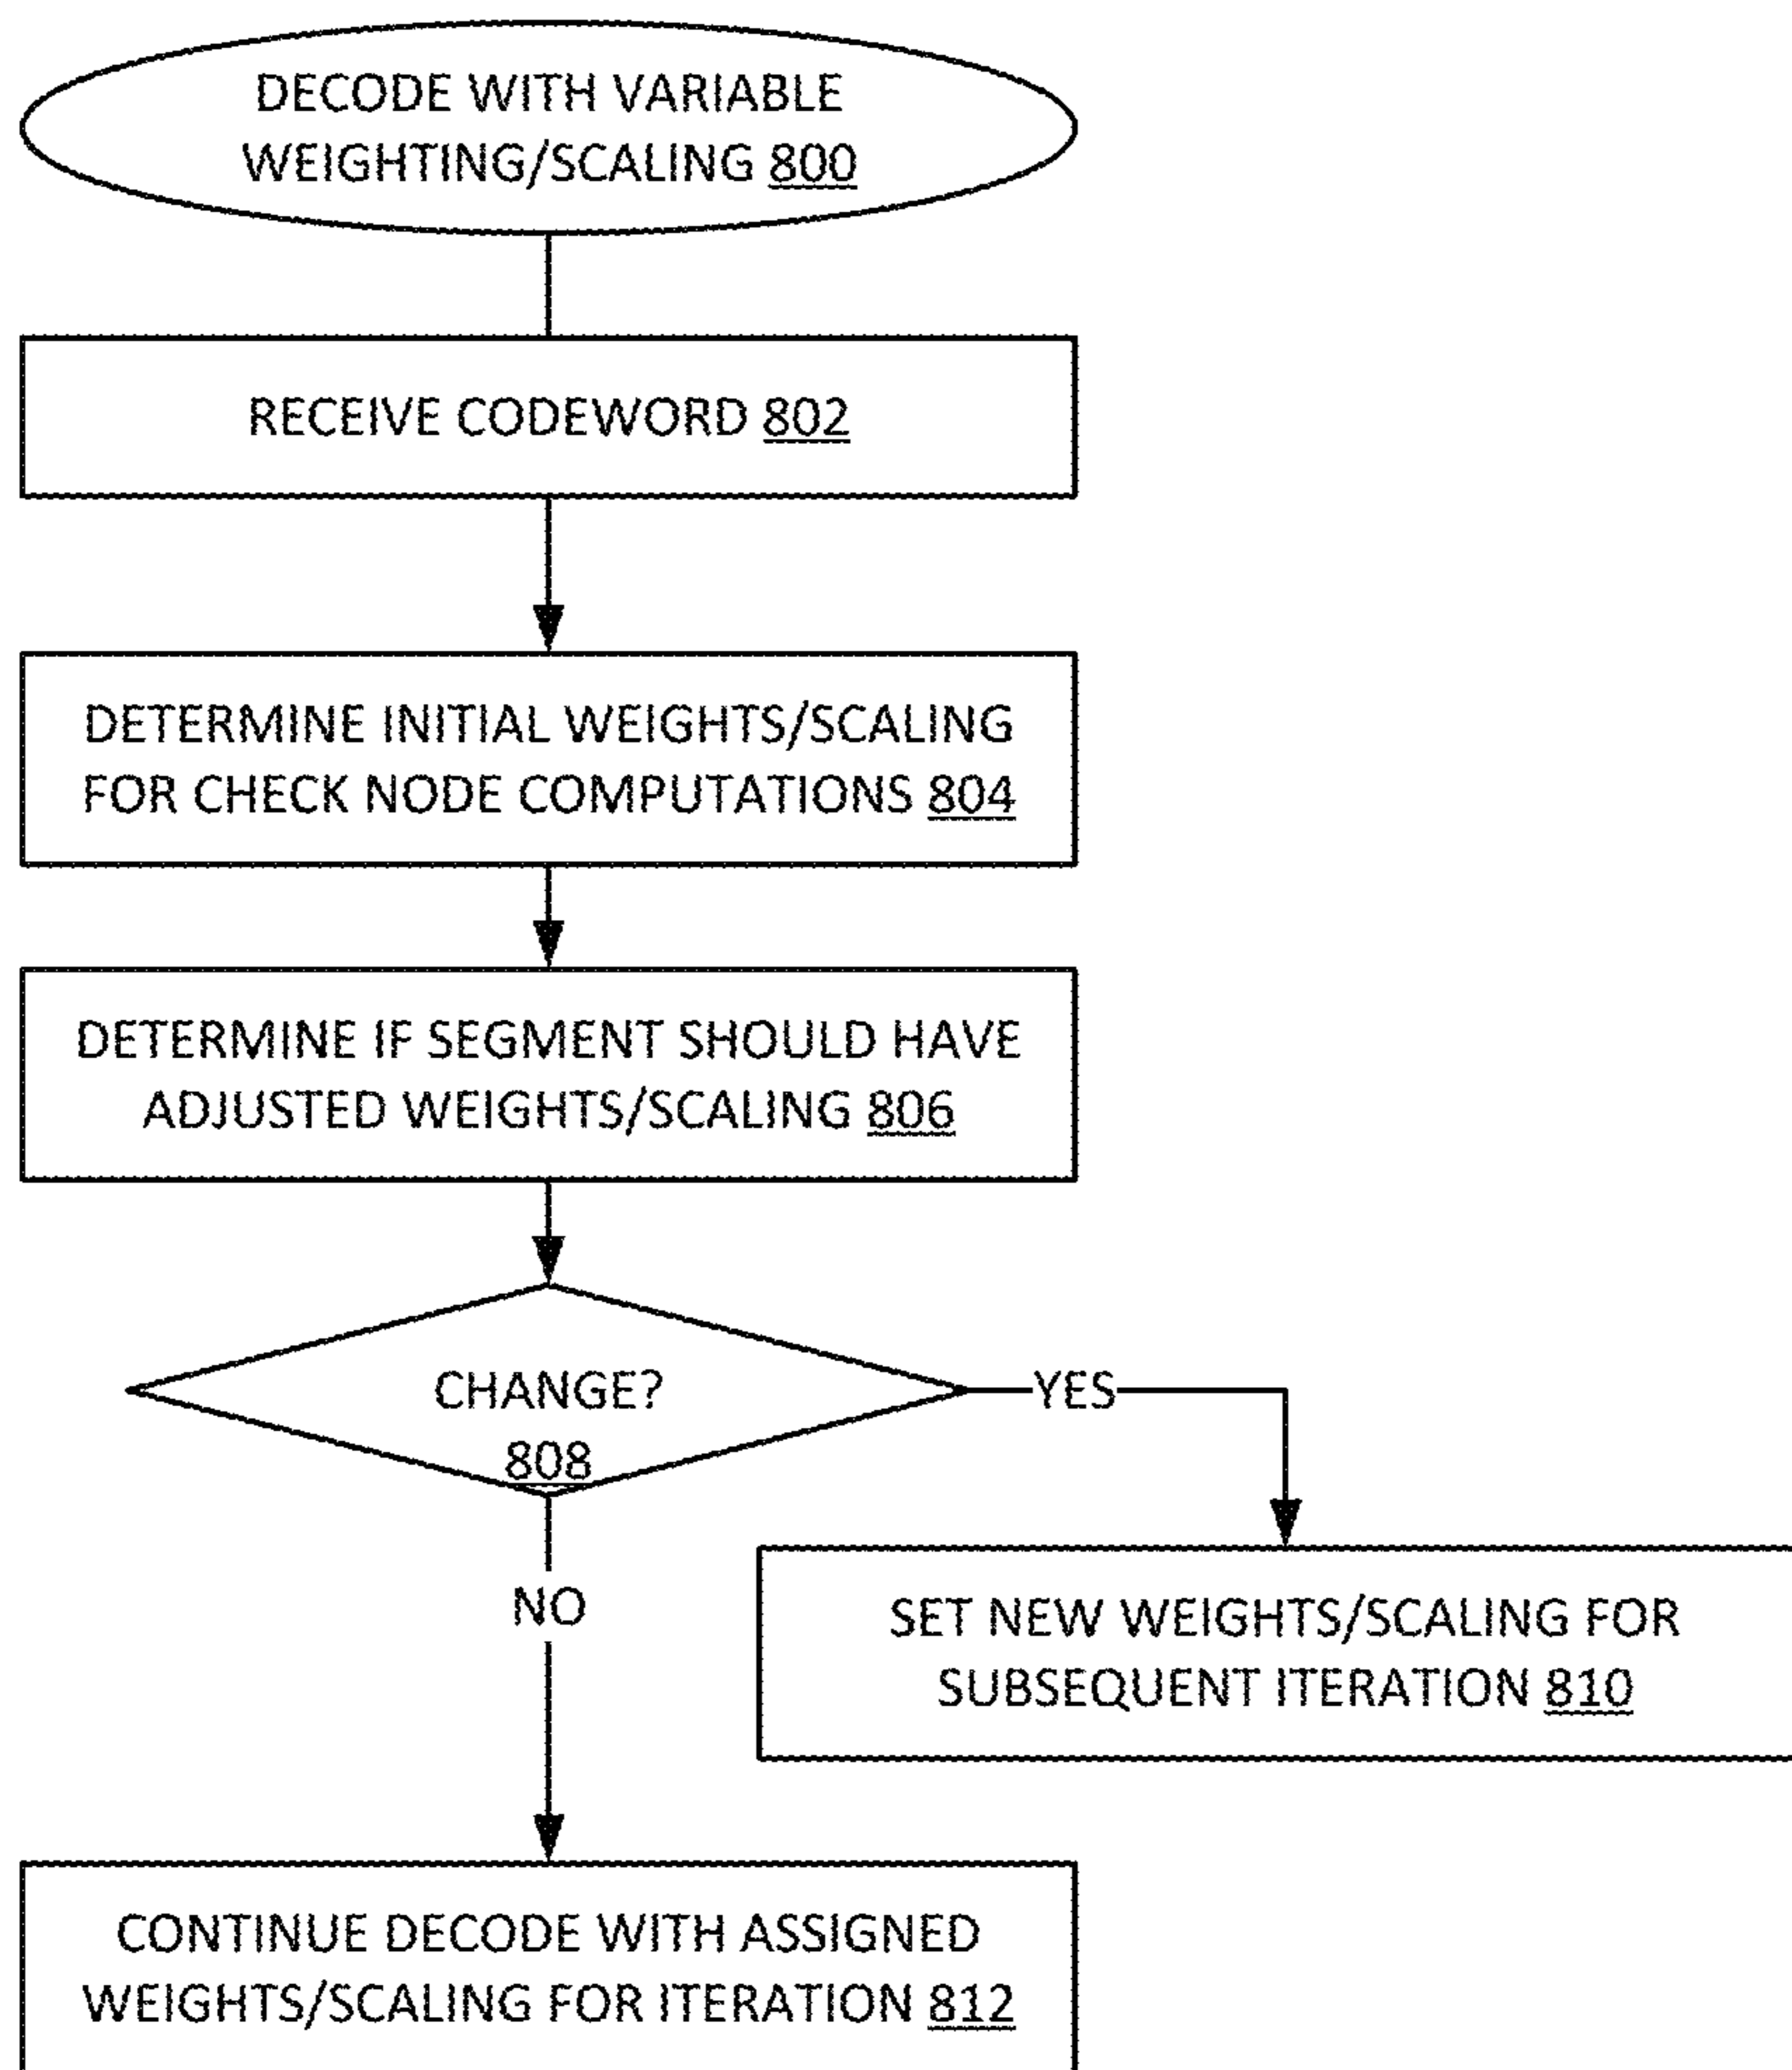 DECODE WITH VARIABLE
WEIGHTING/SCALING 800
RECEIVE CODEWORD 802
DETERMINE INITIAL WEIGHTS/SCALING
FOR CHECK NODE COMPUTATIONS 804
DETERMINE IF SEGMENT SHOULD HAVE
ADJUSTED WEIGHTS/SCALING 806
CHANGE?
808
YES
NO
SET NEW WEIGHTS/SCALING FOR
SUBSEQUENT ITERATION 810
CONTINUE DECODE WITH ASSIGNED
WEIGHTS/SCALING FOR ITERATION 812